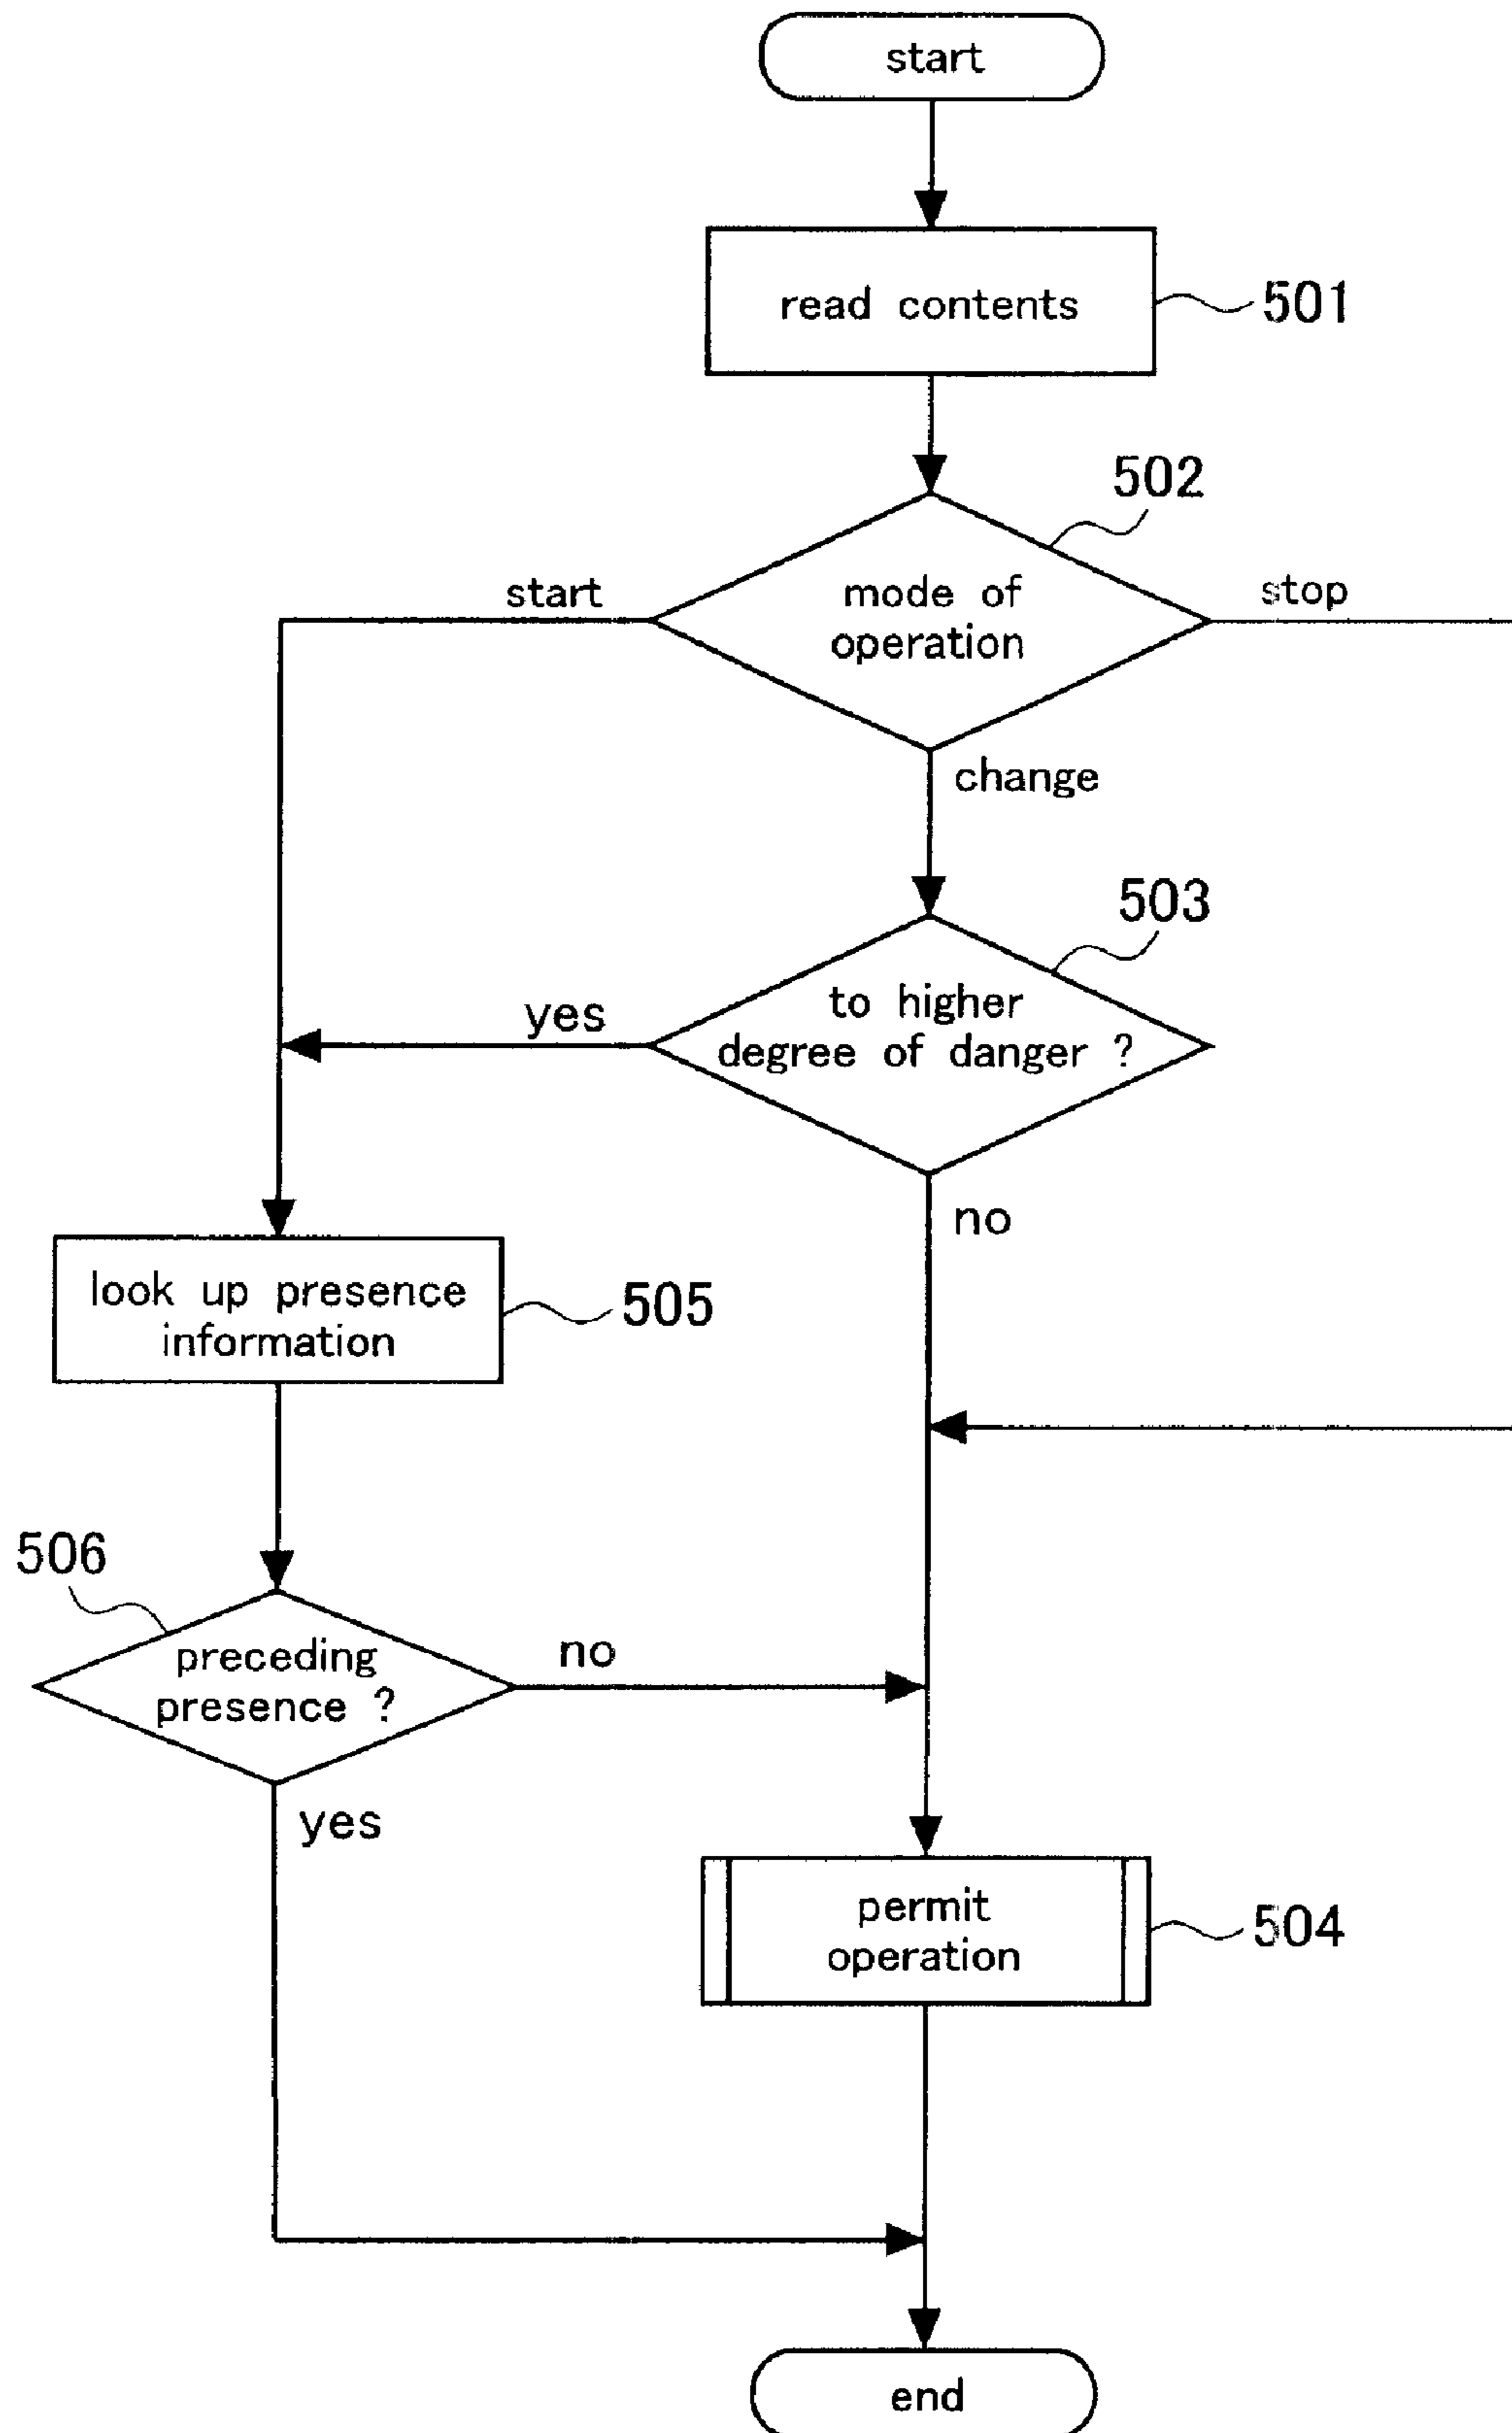 start
read contents
501
502
start
mode of
operation
stop
change
503
yes
to higher
degree of danger ?
no
look up presence
information
505
506
preceding
presence ?
no
yes
permit
operation
504
end